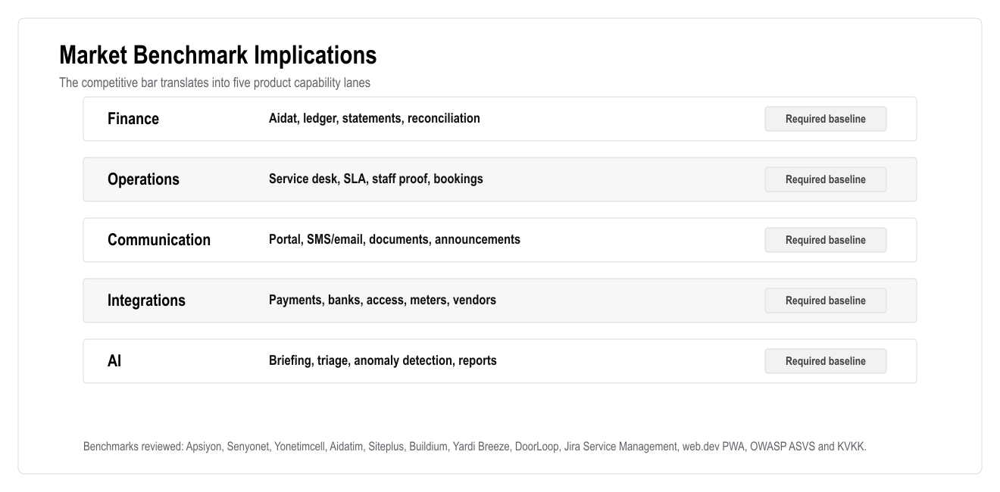 Market Benchmark Implications
The competitive bar translates into five product capability lanes
Finance
Aidat, ledger, statements, reconciliation
Required baseline
Operations
Service desk, SLA, staff proof, bookings
Required baseline
Communication
Portal, SMS/email, documents, announcements
Required baseline
Integrations
Payments, banks, access, meters, vendors
Required baseline
AI
Briefing, triage, anomaly detection, reports
Required baseline
Benchmarks reviewed: Apsiyon, Senyonet, Yonetimcell, Aidatim, Siteplus, Buildium, Yardi Breeze, DoorLoop, Jira Service Management, web.dev PWA, OWASP ASVS and KVKK.